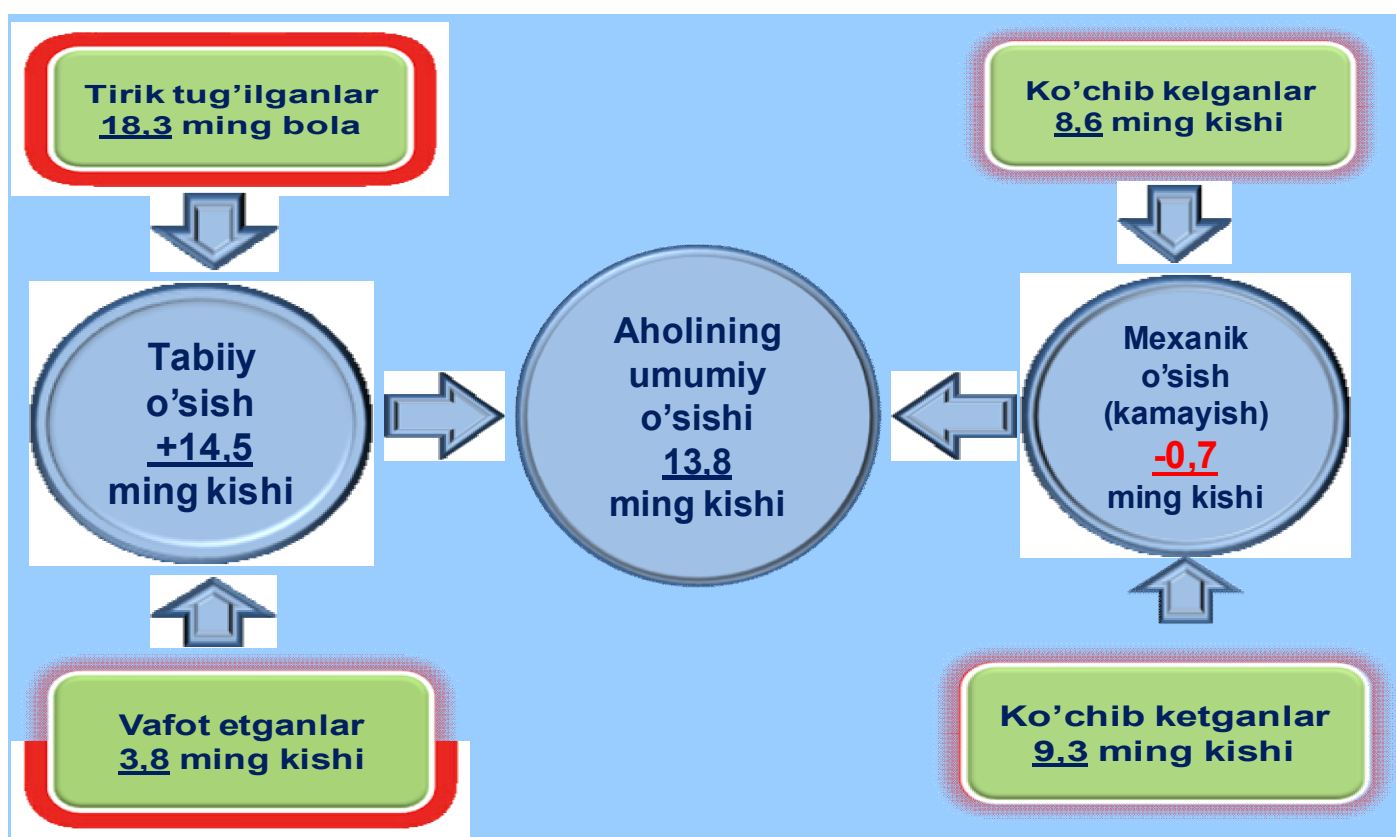 Tirik tug’ilganlar
18,3 ming bola
Ko’chib kelganlar
8,6 ming kishi
Tabiiy
o’sish
+14,5
ming kishi
Aholining
umumiy
o’sishi
13,8
ming kishi
Mexanik
o’sish
(kamayish)
-0,7
ming kishi
Vafot etganlar
3,8 ming kishi
Ko’chib ketganlar
9,3 ming kishi